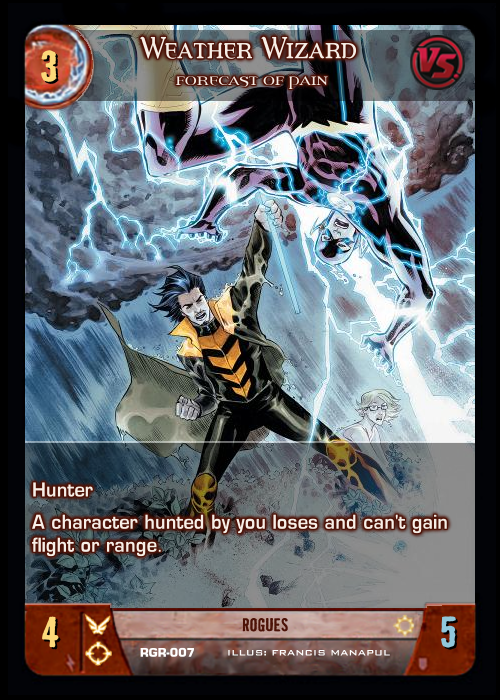 3
WEATHER WIZARD
VS
FORECAST OF PAIN
Hunter
A character hunted by you loses and can't gain
flight or range.
4
ROGUES
5
RGR-007
ILLUS: FRANCIS MANAPUL